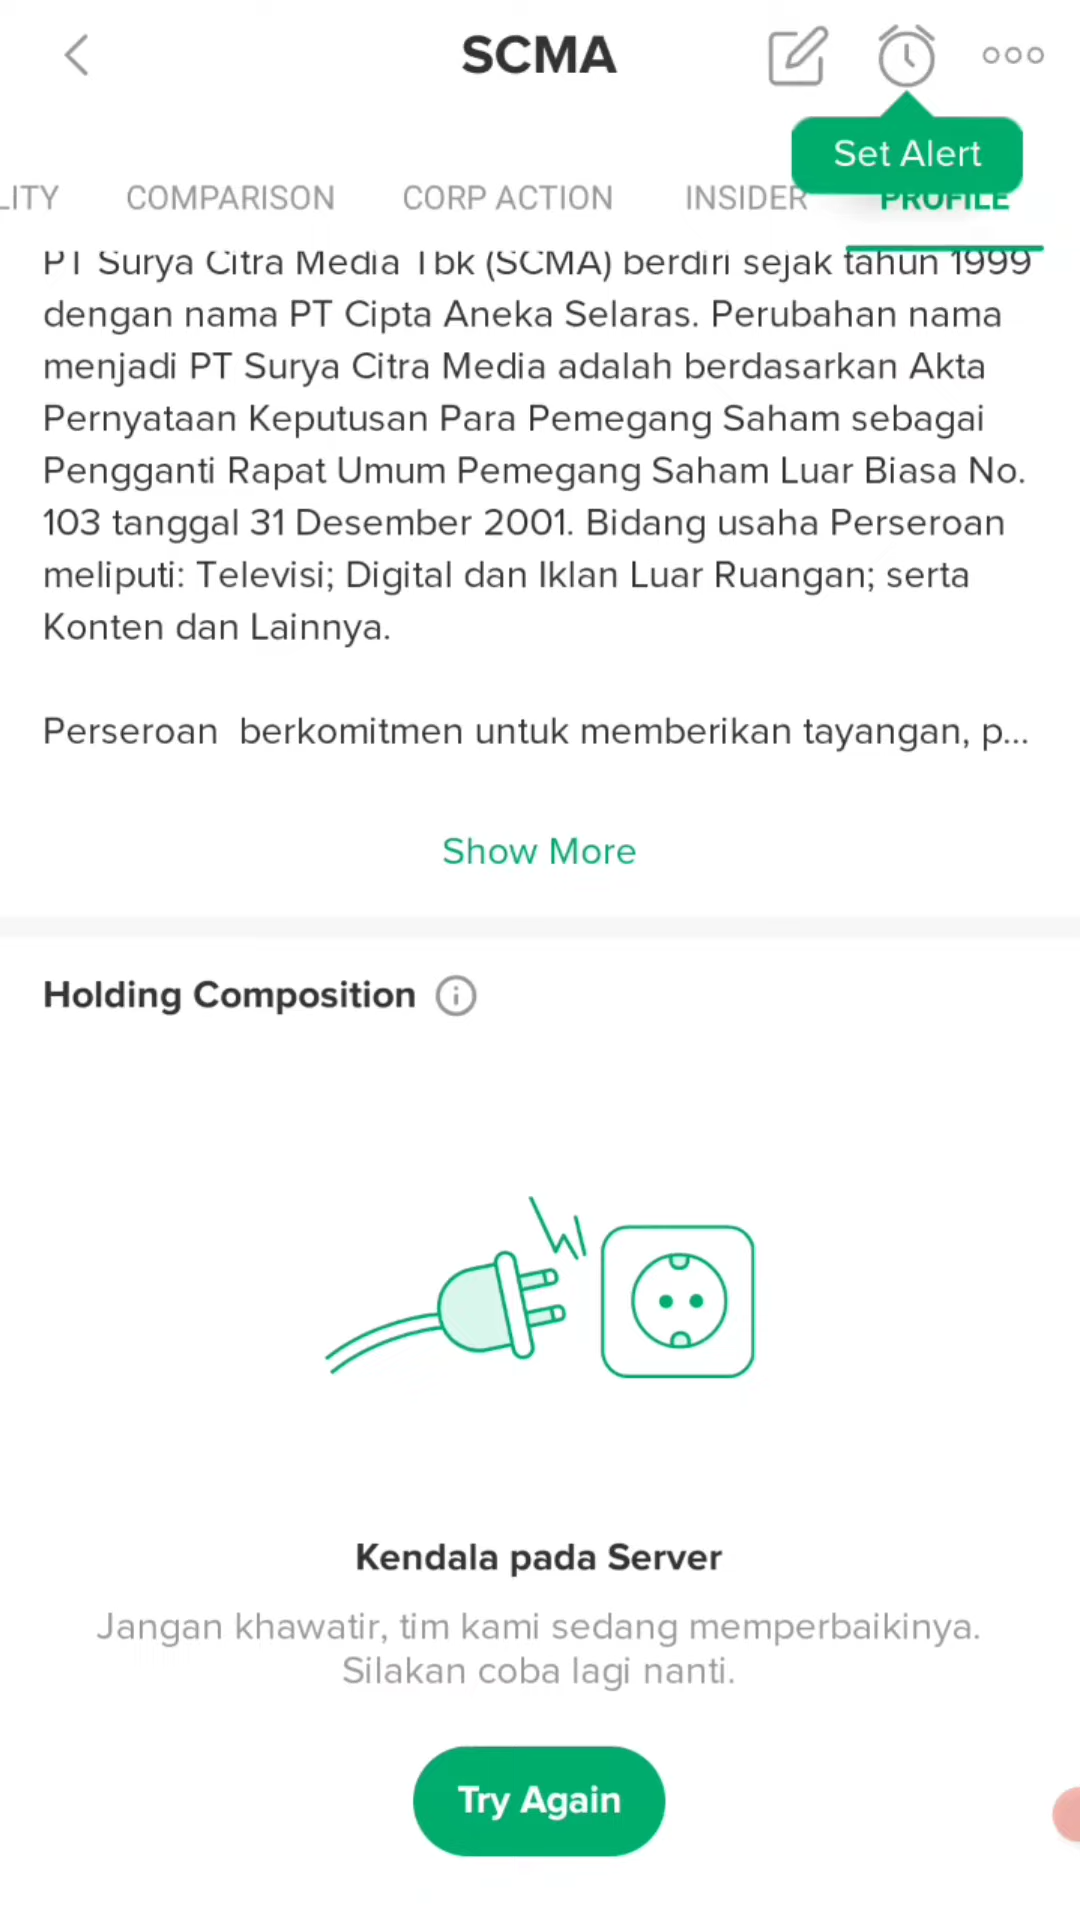 SCMA
Set Alert
LITY COMPARISON CORP ACTION INSIDER PROFILE
PT Surya Citra Media Tbk (SCMA) berdiri sejak tahun 1999
dengan nama PT Cipta Aneka Selaras. Perubahan nama
menjadi PT Surya Citra Media adalah berdasarkan Akta
Pernyataan Keputusan Para Pemegang Saham sebagai
Pengganti Rapat Umum Pemegang Saham Luar Biasa No.
103 tanggal 31 Desember 2001. Bidang usaha Perseroan
meliputi: Televisi; Digital dan Iklan Luar Ruangan; serta
Konten dan Lainnya.
Perseroan  berkomitmen untuk memberikan tayangan, p...
Show More
Holding Composition
Kendala pada Server
Jangan khawatir, tim kami sedang memperbaikinya.
Silakan coba lagi nanti.
Try Again